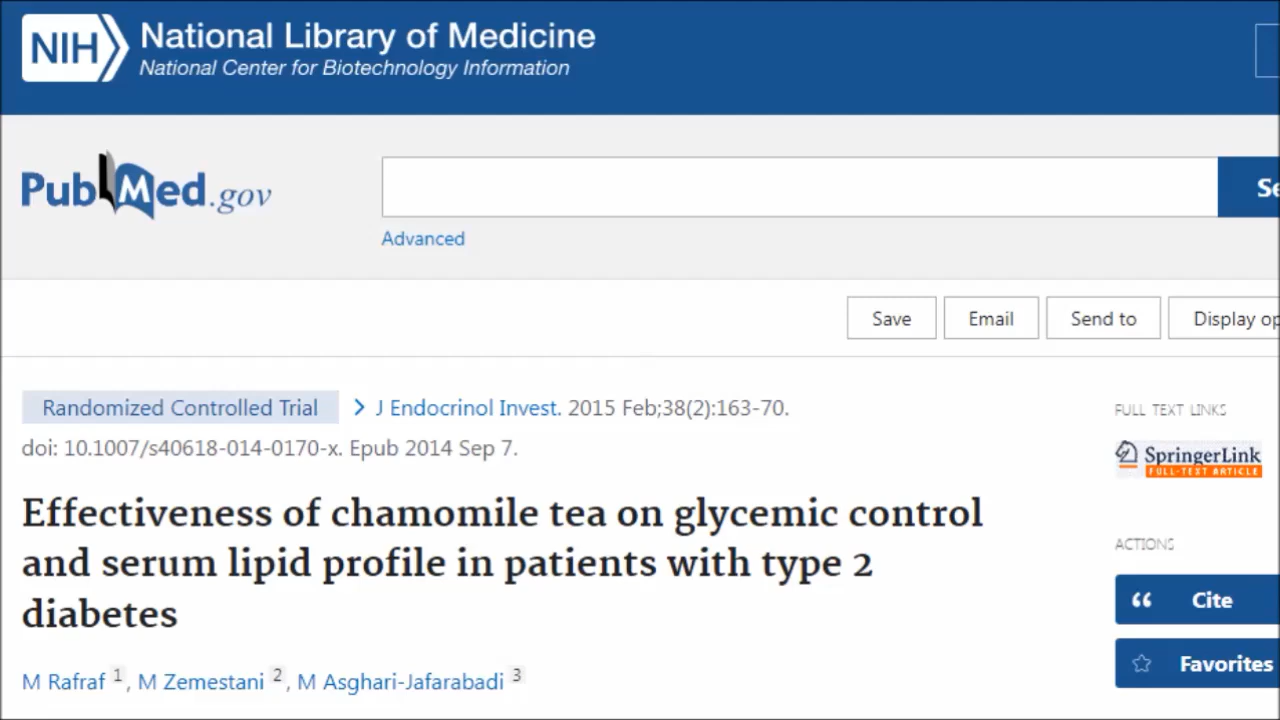 NIH National Library of Medicine
National Center for Biotechnology Information
PubMed.gov
Advanced
Save Email Send to Display op
Randomized Controlled Trial > J Endocrinol Invest. 2015 Feb;38(2):163-70.
doi: 10.1007/s40618-014-0170-x. Epub 2014 Sep 7.
FULL TEXT LINKS
SpringerLink
FULL-TEXT ARTICLE
Effectiveness of chamomile tea on glycemic control
and serum lipid profile in patients with type 2
diabetes
M Rafraf 1, M Zemestani 2, M Asghari-Jafarabadi 3
ACTIONS
Cite
Favorites